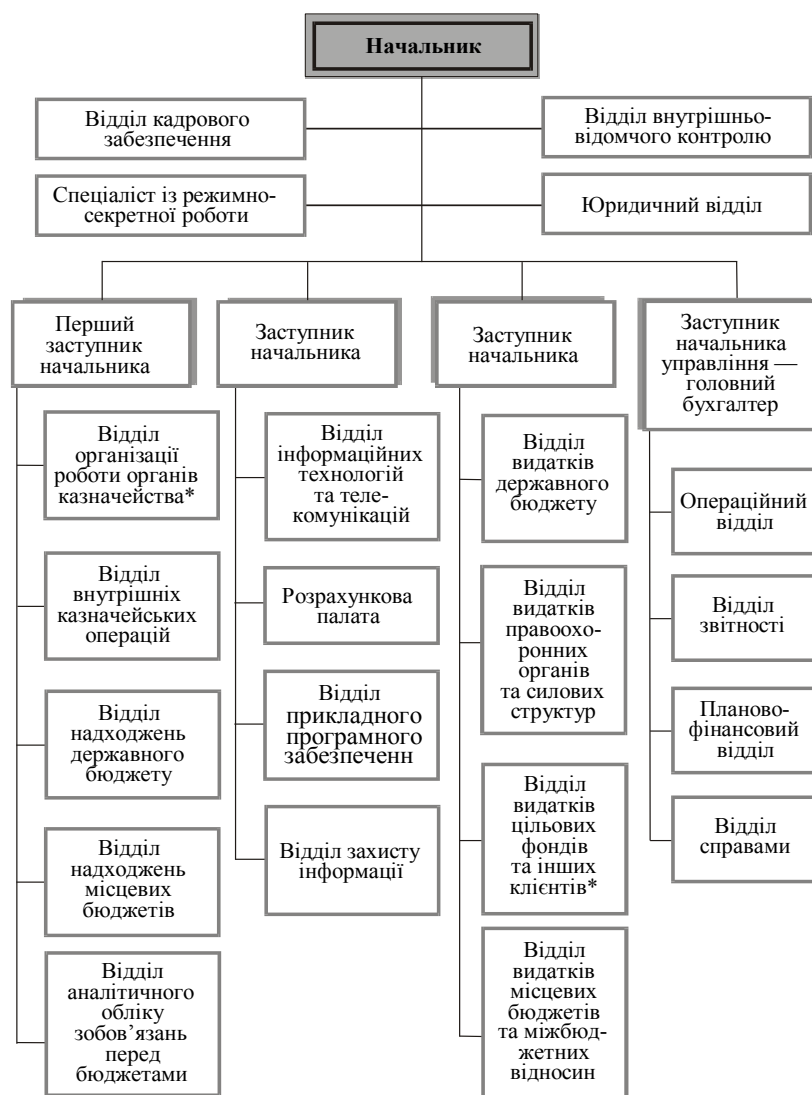 Начальник
Відділ кадрового
забезпечення
Відділ внутрішньо-
відомчого контролю
Спеціаліст із режимно-
секретної роботи
Юридичний відділ
Перший
заступник
начальника
Заступник
начальника
Заступник
начальника
Заступник
начальника
управління —
головний
бухгалтер
Відділ
організації
роботи органів
казначейства*
Відділ
внутрішніх
казначейських
операцій
Відділ
надходжень
державного
бюджету
Відділ
надходжень
місцевих
бюджетів
Відділ
аналітичного
обліку
зобов’язань
перед
бюджетами
Відділ
інформаційних
технологій
та теле-
комунікацій
Розрахункова
палата
Відділ
прикладного
програмного
забезпеченн
Відділ захисту
інформації
Відділ
видатків
державного
бюджету
Відділ
видатків
правоохо-
ронних
органів
та силових
структур
Відділ
видатків
цільових
фондів
та інших
клієнтів*
Відділ
видатків
місцевих
бюджетів
та міжбюд-
жетних
відносин
Операційний
відділ
Відділ
звітності
Планово-
фінансовий
відділ
Відділ
справами